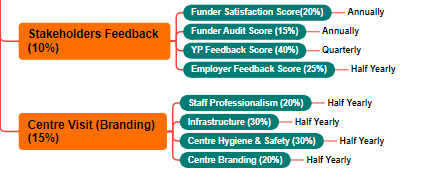 Stakeholders Feedback
(10%)
Funder Satisfaction Score(20%) Annually
Funder Audit Score (15%) Annually
YP Feedback Score (40%) Quarterly
Employer Feedback Score (25%) Half Yearly
Centre Visit (Branding)
(15%)
Staff Professionalism (20%) Half Yearly
Infrastructure (30%) Half Yearly
Centre Hygiene & Safety (30%) Half Yearly
Centre Branding (20%) Half Yearly